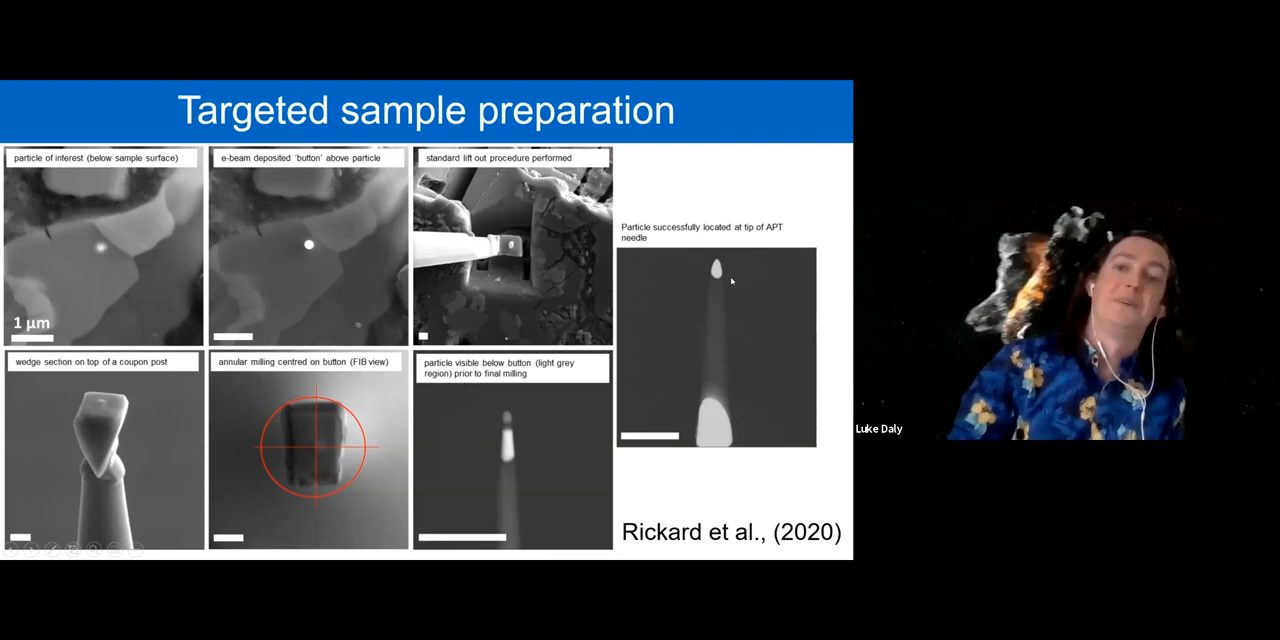 Targeted sample preparation
particle of interest (below sample surface)
e-beam deposited 'button' above particle
standard lift out procedure performed
1 μm
Particle successfully located at tip of APT
needle
wedge section on top of a coupon post
annular milling centred on button (FIB view)
particle visible below button (light grey
region) prior to final milling
Rickard et al., (2020)
Luke Daly